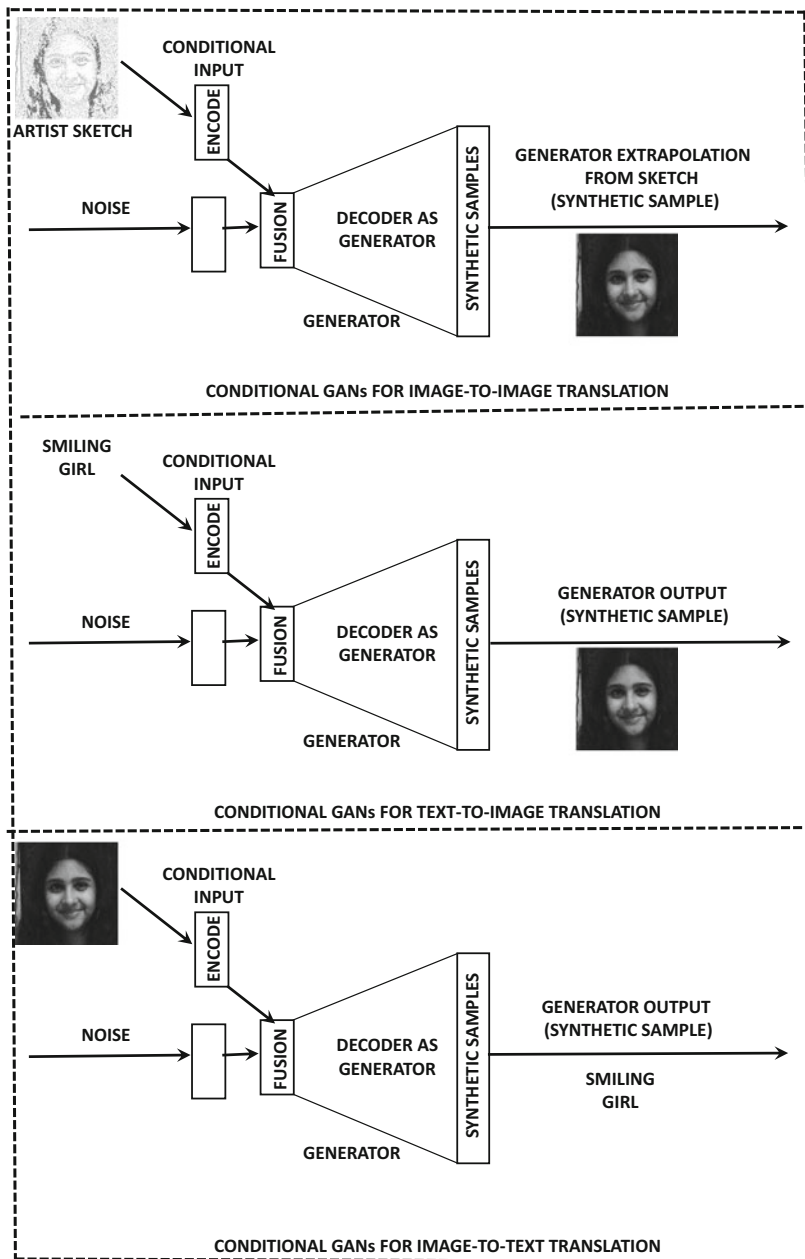 CONDITIONAL
INPUT
ENCODE
ARTIST SKETCH
NOISE
FUSION
DECODER AS
GENERATOR
SYNTHETIC SAMPLES
GENERATOR EXTRAPOLATION
FROM SKETCH
(SYNTHETIC SAMPLE)
GENERATOR
CONDITIONAL GANs FOR IMAGE-TO-IMAGE TRANSLATION
SMILING
GIRL
CONDITIONAL
INPUT
ENCODE
NOISE
FUSION
DECODER AS
GENERATOR
SYNTHETIC SAMPLES
GENERATOR OUTPUT
(SYNTHETIC SAMPLE)
GENERATOR
CONDITIONAL GANs FOR TEXT-TO-IMAGE TRANSLATION
CONDITIONAL
INPUT
ENCODE
NOISE
FUSION
DECODER AS
GENERATOR
SYNTHETIC SAMPLES
GENERATOR OUTPUT
(SYNTHETIC SAMPLE)
SMILING
GIRL
GENERATOR
CONDITIONAL GANs FOR IMAGE-TO-TEXT TRANSLATION